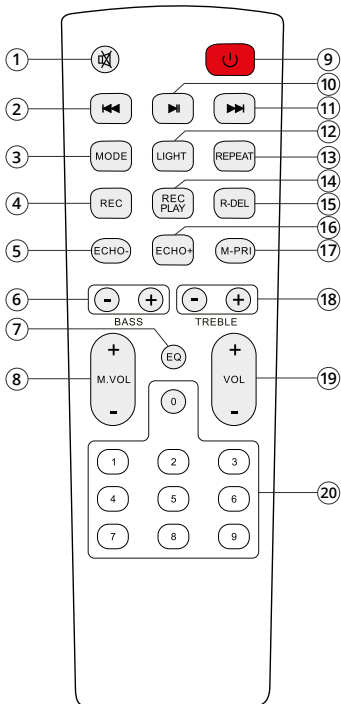 1
9
10
2
11
12
3 MODE LIGHT REPEAT
13
14
4 REC REC PLAY R-DEL
15
16
5 ECHO- ECHO+ M-PRI
17
6 - + - + 18
BASS TREBLE
7 EQ
+ +
8 M.VOL VOL 19
- -
0
1 2 3
4 5 6
20
7 8 9